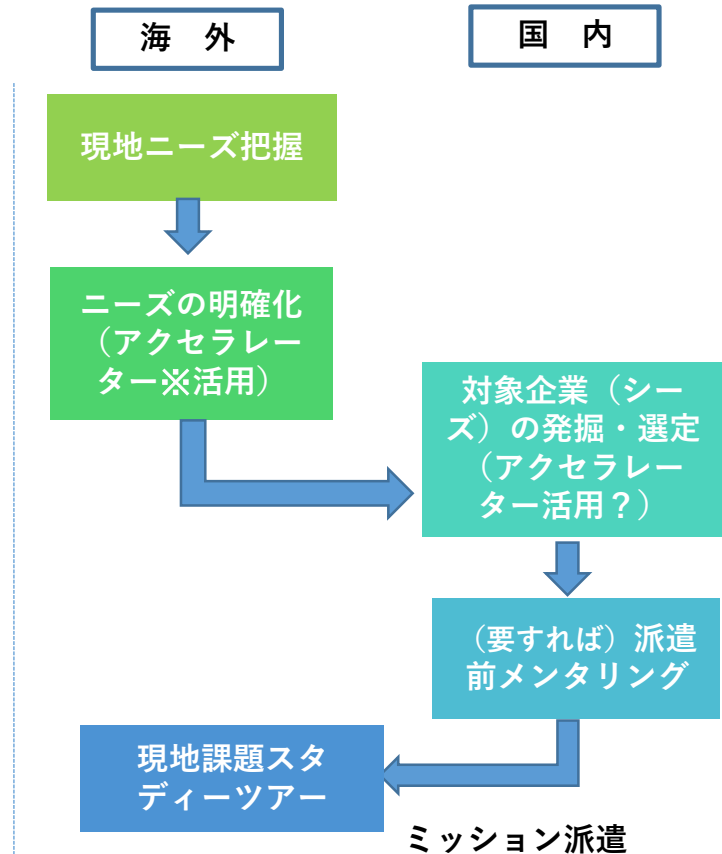 海　外
国　内
現地ニーズ把握
ニーズの明確化
（アクセラレー
ター※活用）
対象企業（シー
ズ）の発掘・選定
（アクセラレー
ター活用？）
（要すれば）派遣
前メンタリング
現地課題スタ
ディーツアー
ミッション派遣